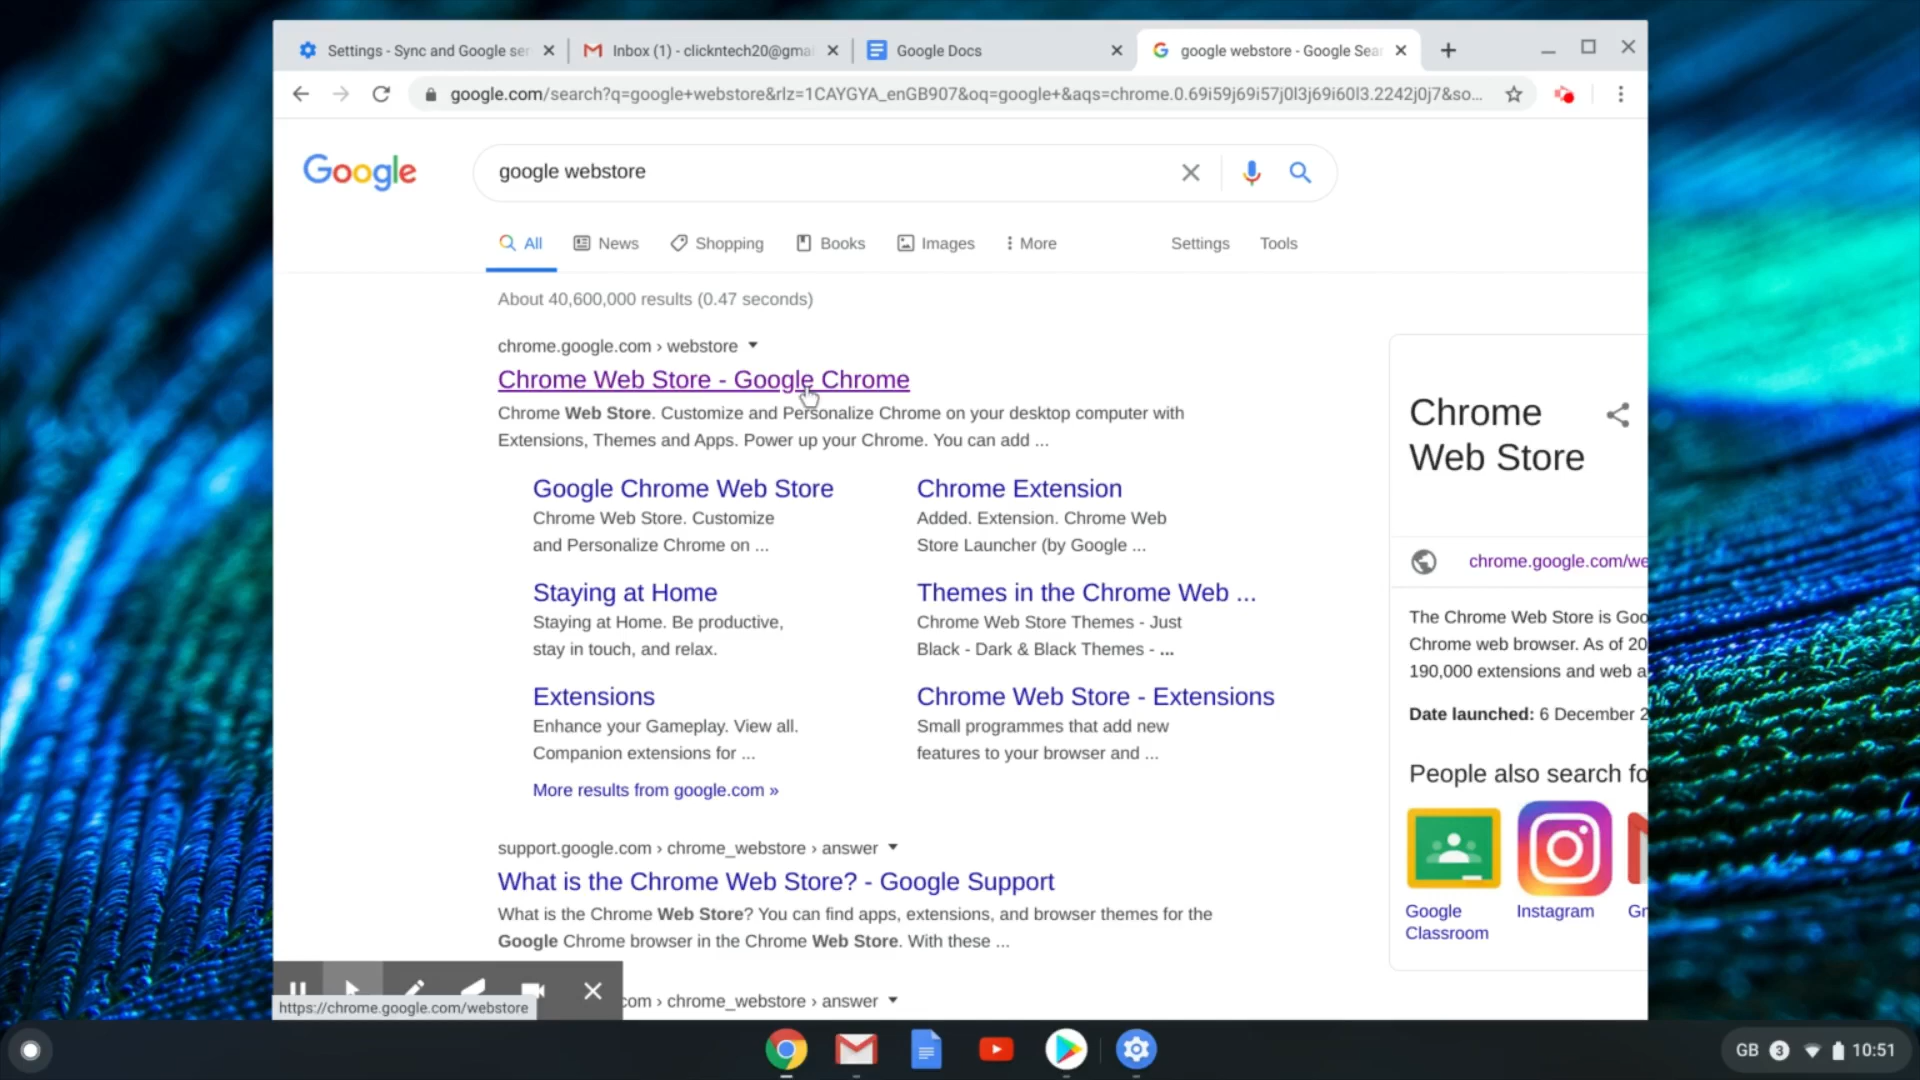 Settings - Sync and Google ser
Inbox (1) - clickntech20@gmai
Google Docs
google webstore - Google Sear
google.com/search?q=google+webstore&rlz=1CAYGYA_enGB907&oq=google+&aqs=chrome.0.69i59j69i57j0l3j69i60l3.2242j0j7&so...
Google
google webstore
All
News
Shopping
Books
Images
More
Settings
Tools
About 40,600,000 results (0.47 seconds)
chrome.google.com › webstore
Chrome Web Store - Google Chrome
Chrome Web Store. Customize and Personalize Chrome on your desktop computer with
Extensions, Themes and Apps. Power up your Chrome. You can add ...
Google Chrome Web Store
Chrome Web Store. Customize
and Personalize Chrome on ...
Chrome Extension
Added. Extension. Chrome Web
Store Launcher (by Google ...
Staying at Home
Staying at Home. Be productive,
stay in touch, and relax.
Themes in the Chrome Web ...
Chrome Web Store Themes - Just
Black - Dark & Black Themes - ...
Extensions
Enhance your Gameplay. View all.
Companion extensions for ...
Chrome Web Store - Extensions
Small programmes that add new
features to your browser and ...
More results from google.com »
support.google.com › chrome_webstore › answer
What is the Chrome Web Store? - Google Support
What is the Chrome Web Store? You can find apps, extensions, and browser themes for the
Google Chrome browser in the Chrome Web Store. With these ...
com › chrome_webstore › answer
https://chrome.google.com/webstore
Chrome
Web Store
chrome.google.com/we
The Chrome Web Store is Goo
Chrome web browser. As of 20
190,000 extensions and web a
Date launched: 6 December 2
People also search fo
Google
Classroom
Instagram
Gr
GB
3
10:51